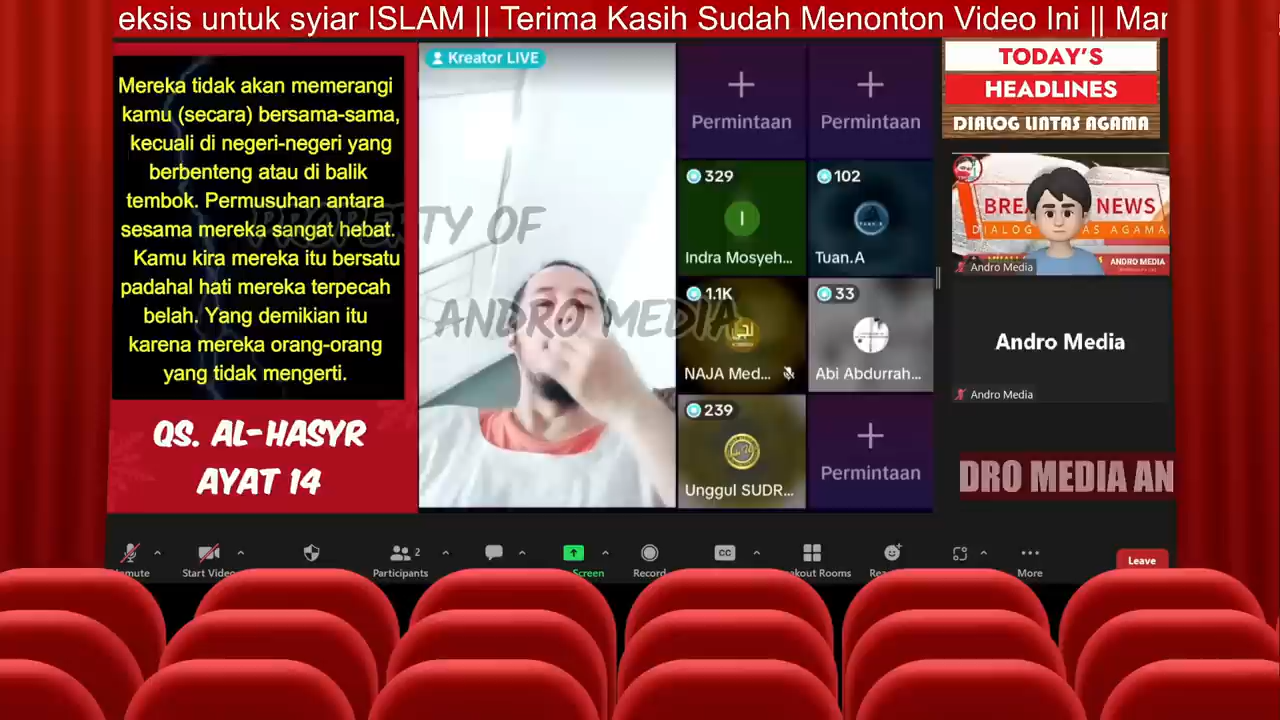 eksis untuk syiar ISLAM || Terima Kasih Sudah Menonton Video Ini || Mar
Mereka tidak akan memerangi
kamu (secara) bersama-sama,
kecuali di negeri-negeri yang
berbenteng atau di balik
tembok. Permusuhan antara
sesama mereka sangat hebat.
Kamu kira mereka itu bersatu
padahal hati mereka terpecah
belah. Yang demikian itu
karena mereka orang-orang
yang tidak mengerti.
QS. AL-HASYR
AYAT 14
Kreator LIVE
PROPERTY OF
ANDRO MEDIA
Permintaan
Permintaan
329
Indra Mosyeh...
102
Tuan.A
1.1K
NAJA Med...
33
Abi Abdurrah...
239
Unggul SUDR...
Permintaan
TODAY'S
HEADLINES
DIALOG LINTAS AGAMA
NEWS
ANDRO MEDIA
Andro Media
Andro Media
Andro Media
DRO MEDIA AN
Start Video
Participants
2
Screen
Record
CC
Rooms
More
Leave